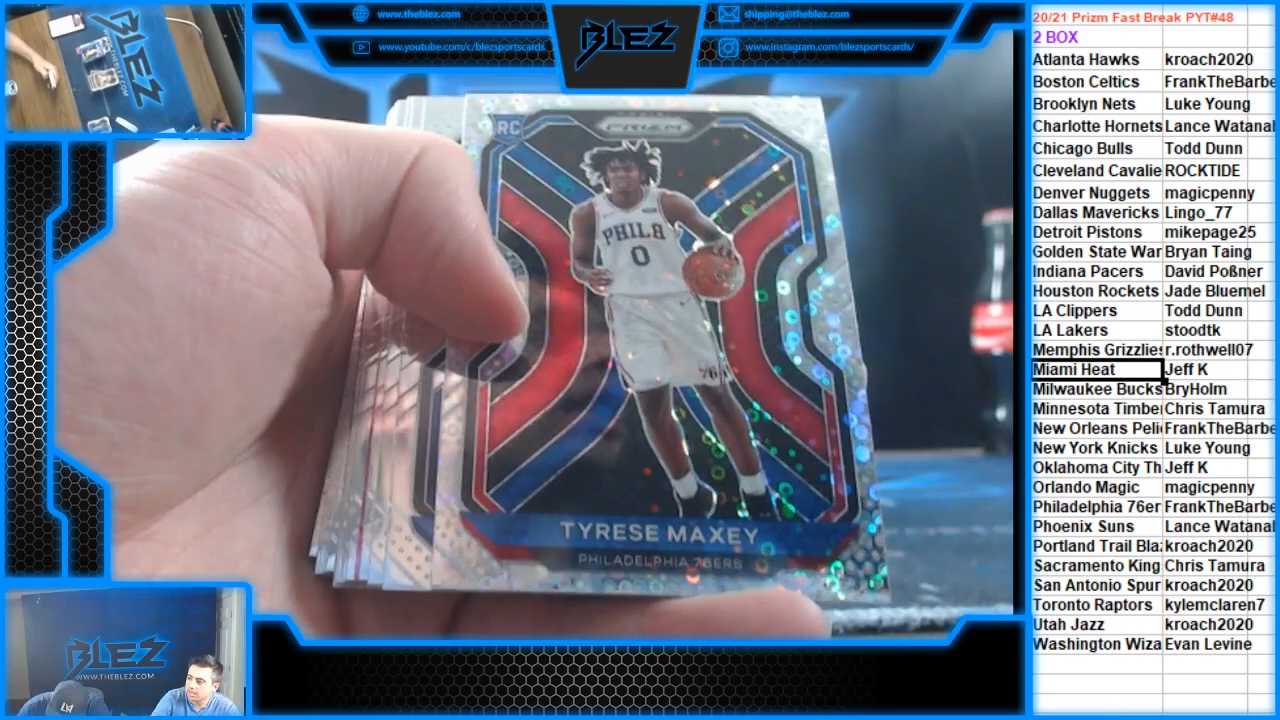 www.theblez.com
shipping@theblez.com
www.youtube.com/c/blezsportscards
www.instagram.com/blezsportscards/
BLEZ
RC
PRIZM
PHILA
0
76
TYRESE MAXEY
PHILADELPHIA 76ERS
BLEZ
BLEZ
WWW.THEBLEZ.COM
20/21 Prizm Fast Break PYT#48
2 BOX
Atlanta Hawks kroach2020
Boston Celtics FrankTheBarbe
Brooklyn Nets Luke Young
Charlotte Hornets Lance Watanal
Chicago Bulls Todd Dunn
Cleveland Cavalie ROCKTIDE
Denver Nuggets magicpenny
Dallas Mavericks Lingo_77
Detroit Pistons mikepage25
Golden State War Bryan Taing
Indiana Pacers David Poßner
Houston Rockets Jade Bluemel
LA Clippers Todd Dunn
LA Lakers stoodtk
Memphis Grizzlies r.rothwell07
Miami Heat Jeff K
Milwaukee Bucks BryHolm
Minnesota Timber Chris Tamura
New Orleans Peli FrankTheBarbe
New York Knicks Luke Young
Oklahoma City Th Jeff K
Orlando Magic magicpenny
Philadelphia 76er FrankTheBarbe
Phoenix Suns Lance Watanal
Portland Trail Bla kroach2020
Sacramento King Chris Tamura
San Antonio Spur kroach2020
Toronto Raptors kylemclaren7
Utah Jazz kroach2020
Washington Wiza Evan Levine